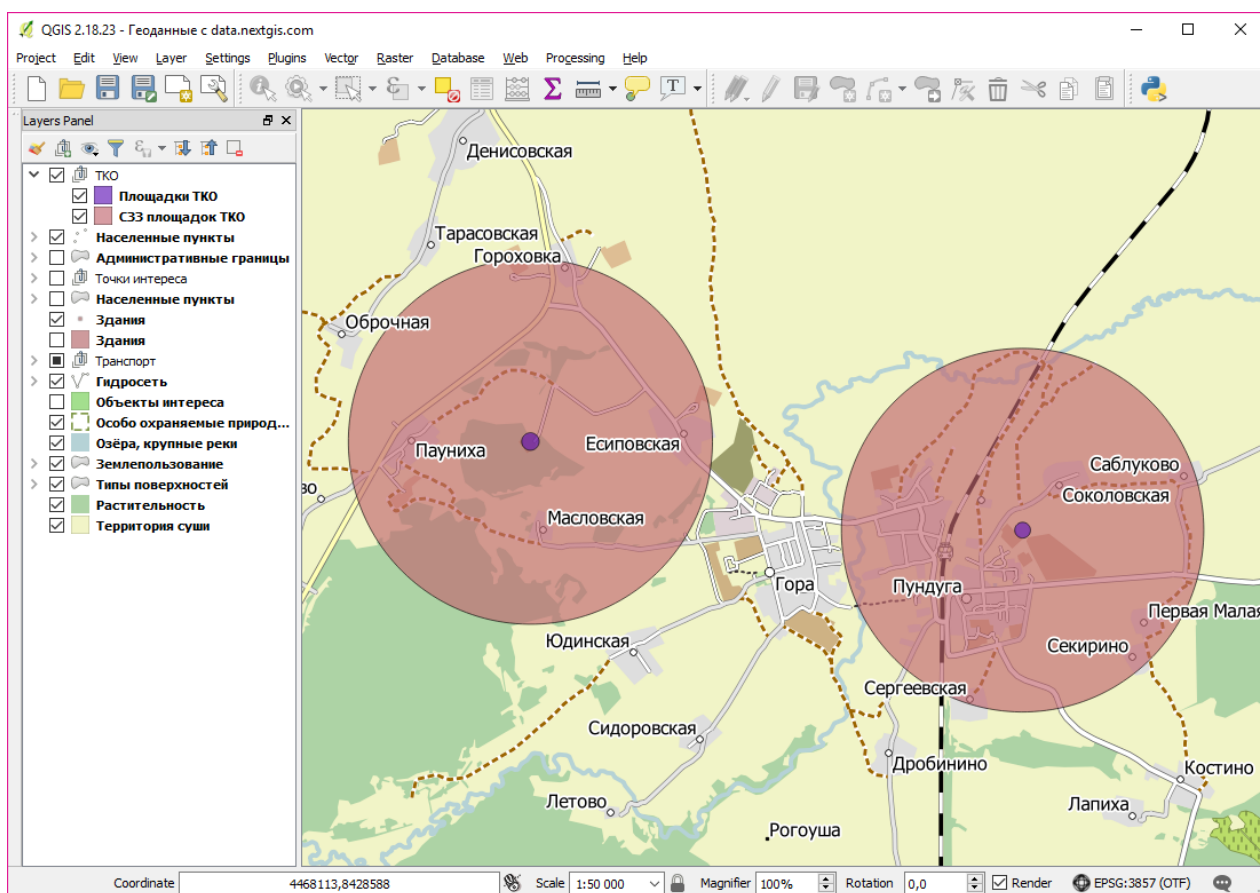 QGIS 2.18.23 - Геоданные с data.nextgis.com
Project Edit View Layer Settings Plugins Vector Raster Database Web Processing Help
Layers Panel
ТКО
Площадки ТКО
СЗЗ площадок ТКО
Населенные пункты
Административные границы
Точки интереса
Населенные пункты
Здания
Здания
Транспорт
Гидросеть
Объекты интереса
Особо охраняемые природ...
Озёра, крупные реки
Землепользование
Типы поверхностей
Растительность
Территория суши
Денисовская
Тарасовская
Гороховка
Оброчная
Пауниха
Есиповская
во
Масловская
Саблуково
Соколовская
Гора
Пундуга
Первая Малая
Юдинская
Секирино
Сергеевская
Сидоровская
Дробинино
Костино
Летово
Лапиха
Рогоуша
Coordinate 4468113,8428588 Scale 1:50 000 Magnifier 100% Rotation 0,0 Render EPSG:3857 (OTF)